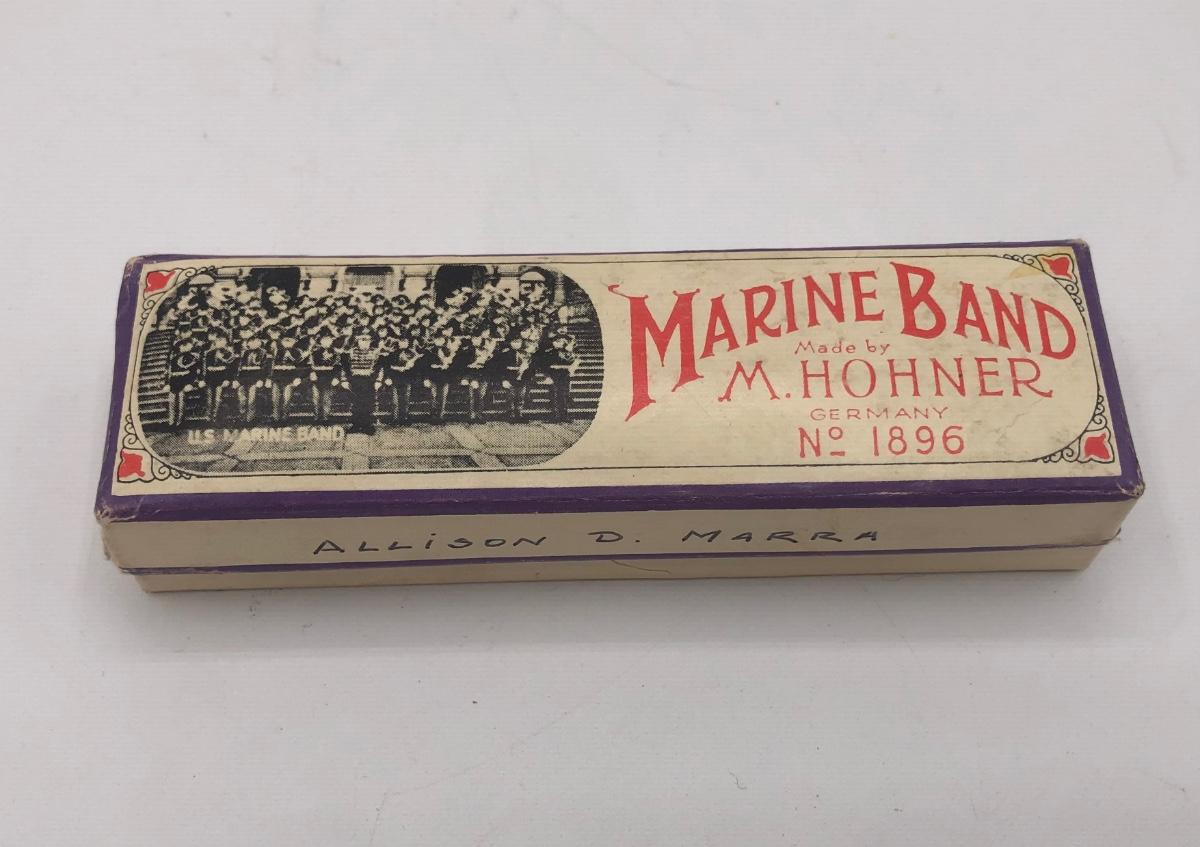 U.S. MARINE BAND
MARINE BAND
Made by
M. HOHNER
GERMANY
Nº 1896
ALLiSON D. MARRA